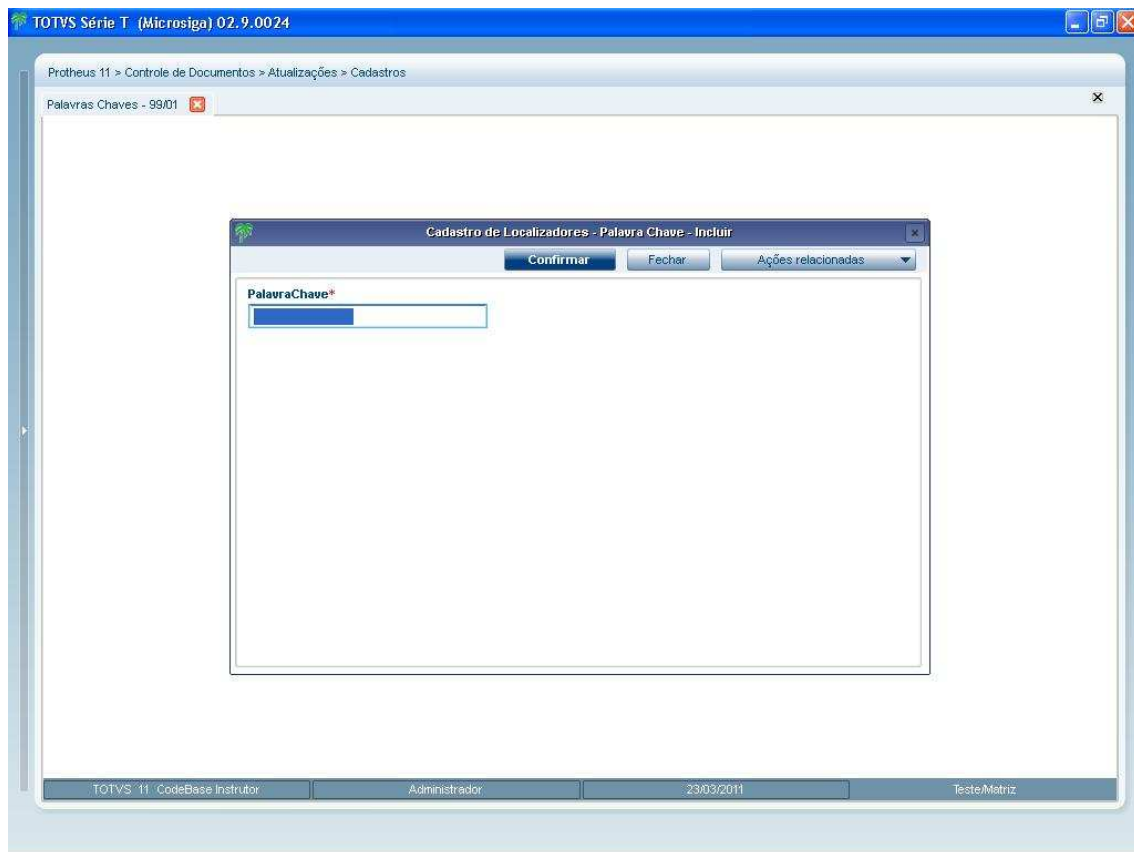 TOTVS Série T (Microsiga) 02.9.0024
Protheus 11 > Controle de Documentos > Atualizações > Cadastros
Palavras Chaves - 99/01
Cadastro de Localizadores - Palavra Chave - Incluir
Confirmar Fechar Ações relacionadas
PalavraChave*
TOTVS 11 CodeBase Instrutor Administrador 23/03/2011 Teste/Matriz